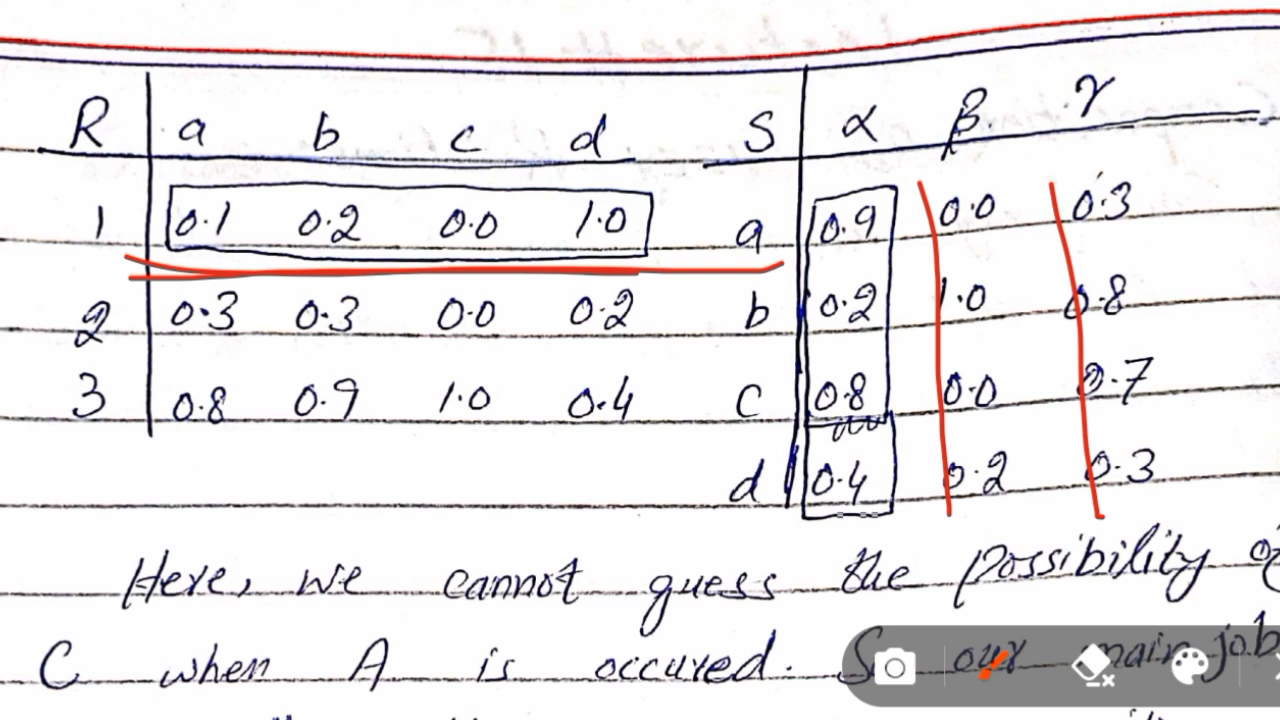 R a b c d S α β γ
1 0.1 0.2 0.0 1.0 a 0.9 0.0 0.3
2 0.3 0.3 0.0 0.2 b 0.2 1.0 0.8
3 0.8 0.9 1.0 0.4 c 0.8 0.0 0.7
d 0.4 0.2 0.3
Here, we cannot guess the possibility of
C when A is occured. So our main job